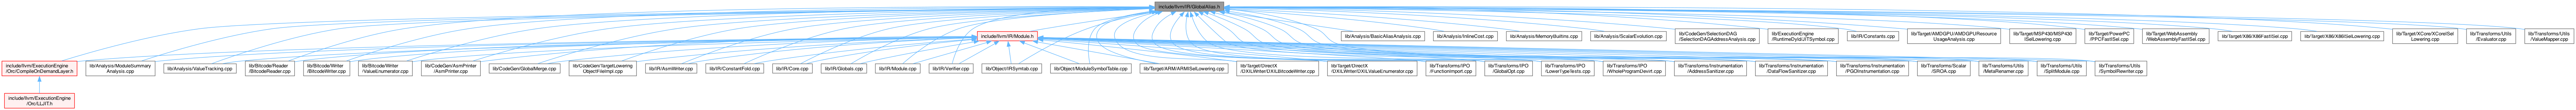 include/llvm/IR/GlobalAlias.h
include/llvm/IR/Module.h
lib/Analysis/BasicAliasAnalysis.cpp
lib/Analysis/InlineCost.cpp
lib/Analysis/MemoryBuiltins.cpp
lib/Analysis/ScalarEvolution.cpp
lib/CodeGen/SelectionDAG
/SelectionDAGAddressAnalysis.cpp
lib/ExecutionEngine
/RuntimeDyld/JITSymbol.cpp
lib/IR/Constants.cpp
lib/Target/AMDGPU/AMDGPUResource
UsageAnalysis.cpp
lib/Target/MSP430/MSP430
ISelLowering.cpp
lib/Target/PowerPC
/PPCFastISel.cpp
lib/Target/WebAssembly
/WebAssemblyFastISel.cpp
lib/Target/X86/X86FastISel.cpp
lib/Target/X86/X86ISelLowering.cpp
lib/Target/XCore/XCoreISel
Lowering.cpp
lib/Transforms/Utils
/Evaluator.cpp
lib/Transforms/Utils
/ValueMapper.cpp
include/llvm/ExecutionEngine
/Orc/CompileOnDemandLayer.h
lib/Analysis/ModuleSummary
Analysis.cpp
lib/Analysis/ValueTracking.cpp
lib/Bitcode/Reader
/BitcodeReader.cpp
lib/Bitcode/Writer
/BitcodeWriter.cpp
lib/Bitcode/Writer
/ValueEnumerator.cpp
lib/CodeGen/AsmPrinter
/AsmPrinter.cpp
lib/CodeGen/GlobalMerge.cpp
lib/CodeGen/TargetLowering
ObjectFileImpl.cpp
lib/IR/AsmWriter.cpp
lib/IR/ConstantFold.cpp
lib/IR/Core.cpp
lib/IR/Globals.cpp
lib/IR/Module.cpp
lib/IR/Verifier.cpp
lib/Object/IRSymtab.cpp
lib/Object/ModuleSymbolTable.cpp
lib/Target/ARM/ARMISelLowering.cpp
lib/Target/DirectX
/DXILWriter/DXILBitcodeWriter.cpp
lib/Target/DirectX
/DXILWriter/DXILValueEnumerator.cpp
lib/Transforms/IPO
/FunctionImport.cpp
lib/Transforms/IPO
/GlobalOpt.cpp
lib/Transforms/IPO
/LowerTypeTests.cpp
lib/Transforms/IPO
/WholeProgramDevirt.cpp
lib/Transforms/Instrumentation
/AddressSanitizer.cpp
lib/Transforms/Instrumentation
/DataFlowSanitizer.cpp
lib/Transforms/Instrumentation
/PGOInstrumentation.cpp
lib/Transforms/Scalar
/SROA.cpp
lib/Transforms/Utils
/MetaRenamer.cpp
lib/Transforms/Utils
/SplitModule.cpp
lib/Transforms/Utils
/SymbolRewriter.cpp
include/llvm/ExecutionEngine
/Orc/LLJIT.h